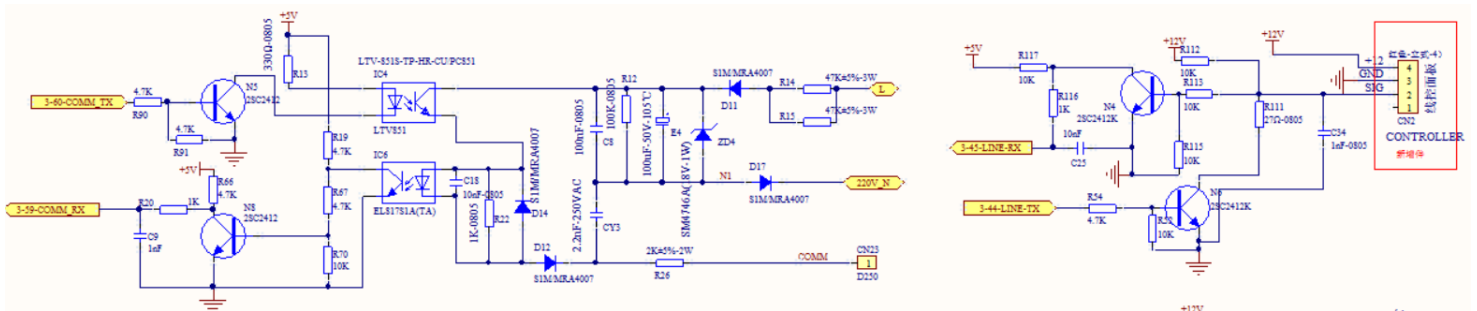 +5V
330Ω-0805
R13
LTV-851S-TP-HR-CU/PC851
IC4
LTV851
N5
2SC2412
3-60-COMM_TX
4.7K
R90
4.7K
R91
R19
4.7K
IC6
EL817S1A(TA)
+5V
R66
4.7K
R67
4.7K
3-59-COMM_RX
R20
1K
N8
2SC2412
C9
1nF
R70
10K
C18
10nF-0805
1K-0805
R22
D14
S1M/MRA4007
D12
S1M/MRA4007
100nF-0805
C8
2.2nF-250VAC
CY3
R12
100K-0805
100nF-50V-105℃
E4
ZD4
SM4746A(18V-1W)
S1M/MRA4007
D11
R14
47K±5%-3W
R15
47K±5%-3W
L
N1
D17
S1M/MRA4007
220V_N
2K±5%-2W
R26
COMM
CN23
1
D250
+5V
R117
10K
R116
1K
N4
2SC2412K
10nF
C25
3-45-LINE-RX
+12V
R112
10K
R113
10K
R115
10K
R111
27Ω-0805
C34
1nF-0805
+12V
+12
GND
SIG
4
3
2
1
CN2
线控面板
CONTROLLER
新增件
3-44-LINE-TX
R54
4.7K
R52
10K
N6
2SC2412K
+12V